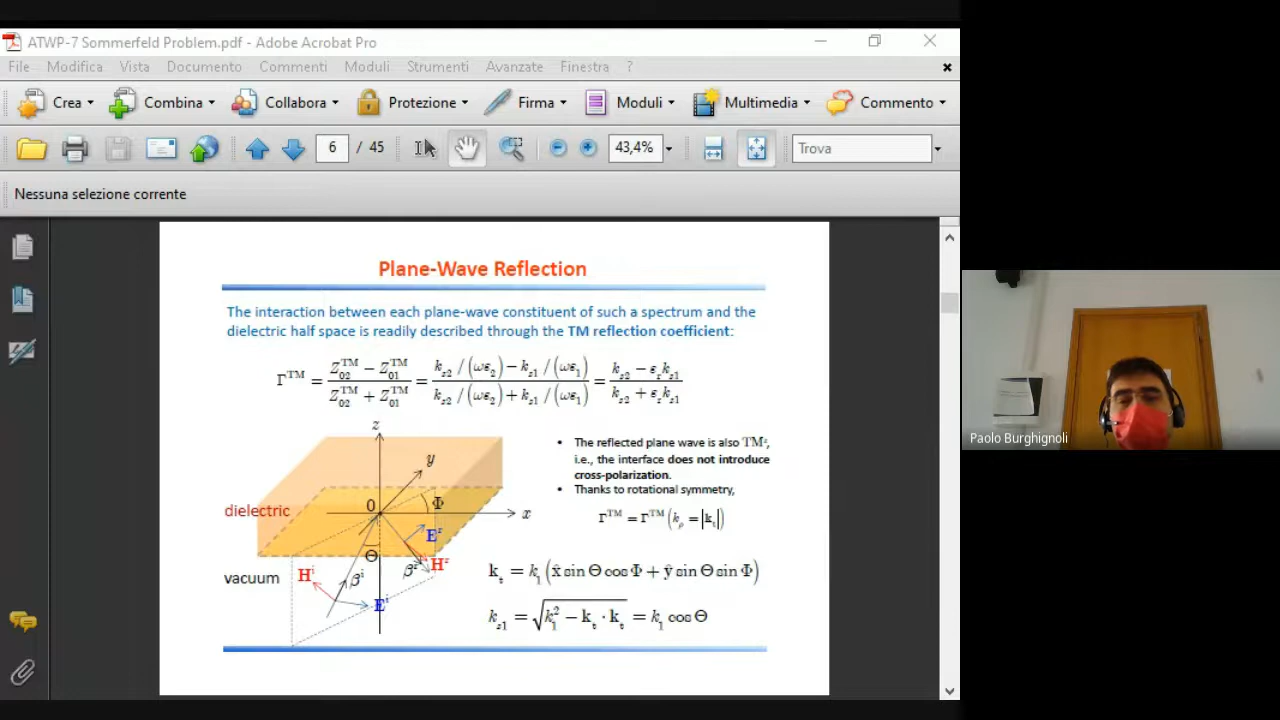 ATWP-7 Sommerfeld Problem.pdf - Adobe Acrobat Pro
File Modifica Vista Documento Commenti Moduli Strumenti Avanzate Finestra ?
Crea Combina Collabora Protezione Firma Moduli Multimedia Commento
6 / 45 43,4% Trova
Nessuna selezione corrente
Plane-Wave Reflection
The interaction between each plane-wave constituent of such a spectrum and the
dielectric half space is readily described through the TM reflection coefficient:
Γ^TM = (Z_02^TM − Z_01^TM) / (Z_02^TM + Z_01^TM) = (k_z2 / (ωε_2) − k_z1 / (ωε_1)) / (k_z2 / (ωε_2) + k_z1 / (ωε_1)) = (k_z2 − ε_r k_z1) / (k_z2 + ε_r k_z1)
z
y
0
Φ
x
dielectric
E^r
Θ
H^r
vacuum
H^i
β^i
β^r
E^i
• The reflected plane wave is also TM^z,
i.e., the interface does not introduce
cross-polarization.
• Thanks to rotational symmetry,
Γ^TM = Γ^TM (k_ρ = |k_t|)
k_t = k_1 (x̂ sin Θ cos Φ + ŷ sin Θ sin Φ)
k_z1 = √(k_1^2 − k_t · k_t) = k_1 cos Θ
Paolo Burghignoli